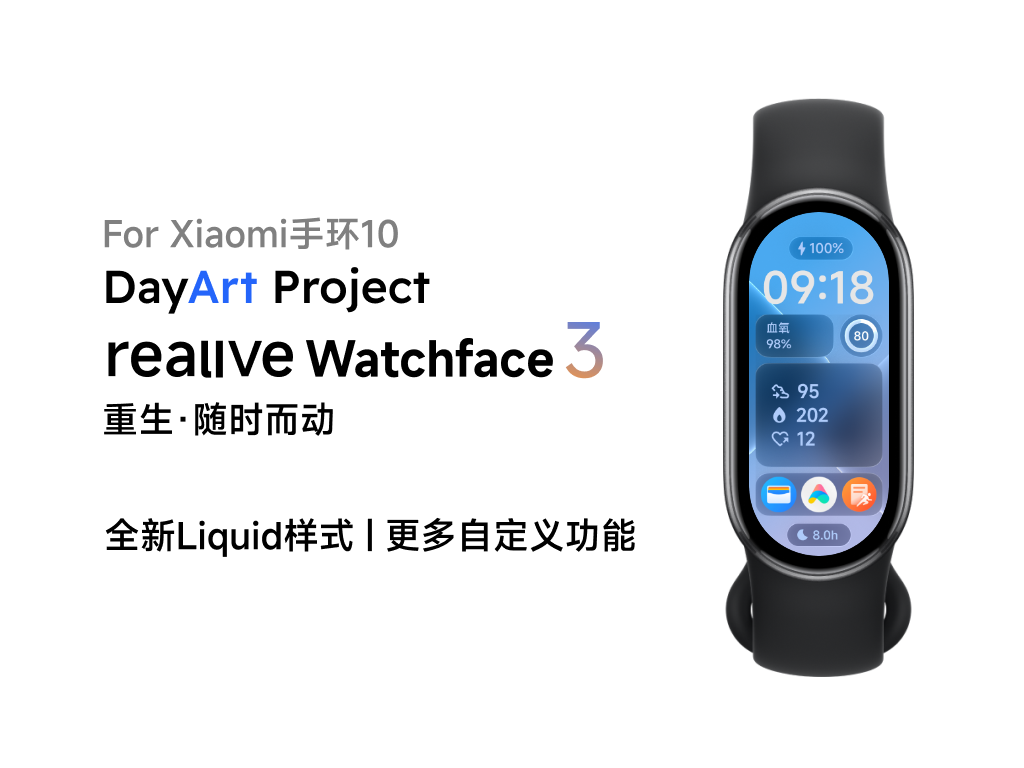 For Xiaomi手环10
DayArt Project
realIve Watchface 3
重生·随时而动
全新Liquid样式 | 更多自定义功能
100%
09:18
血氧
98%
80
95
202
12
8.0h